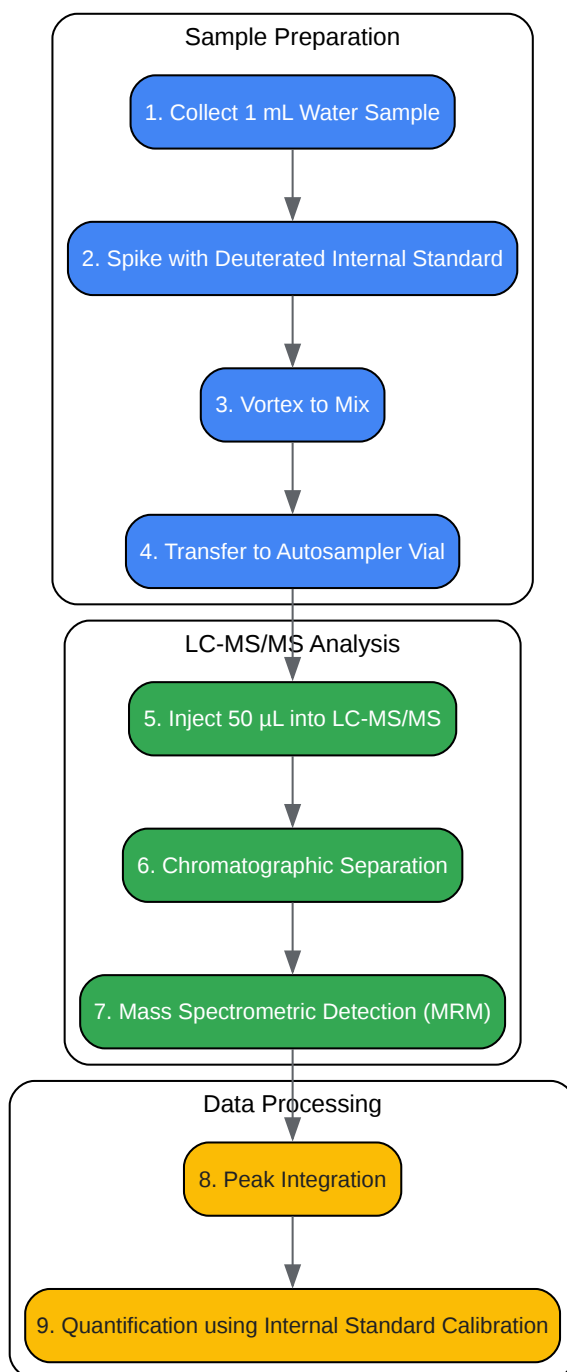 Sample Preparation
1. Collect 1 mL Water Sample
2. Spike with Deuterated Internal Standard
3. Vortex to Mix
4. Transfer to Autosampler Vial
LC-MS/MS Analysis
5. Inject 50 µL into LC-MS/MS
6. Chromatographic Separation
7. Mass Spectrometric Detection (MRM)
Data Processing
8. Peak Integration
9. Quantification using Internal Standard Calibration